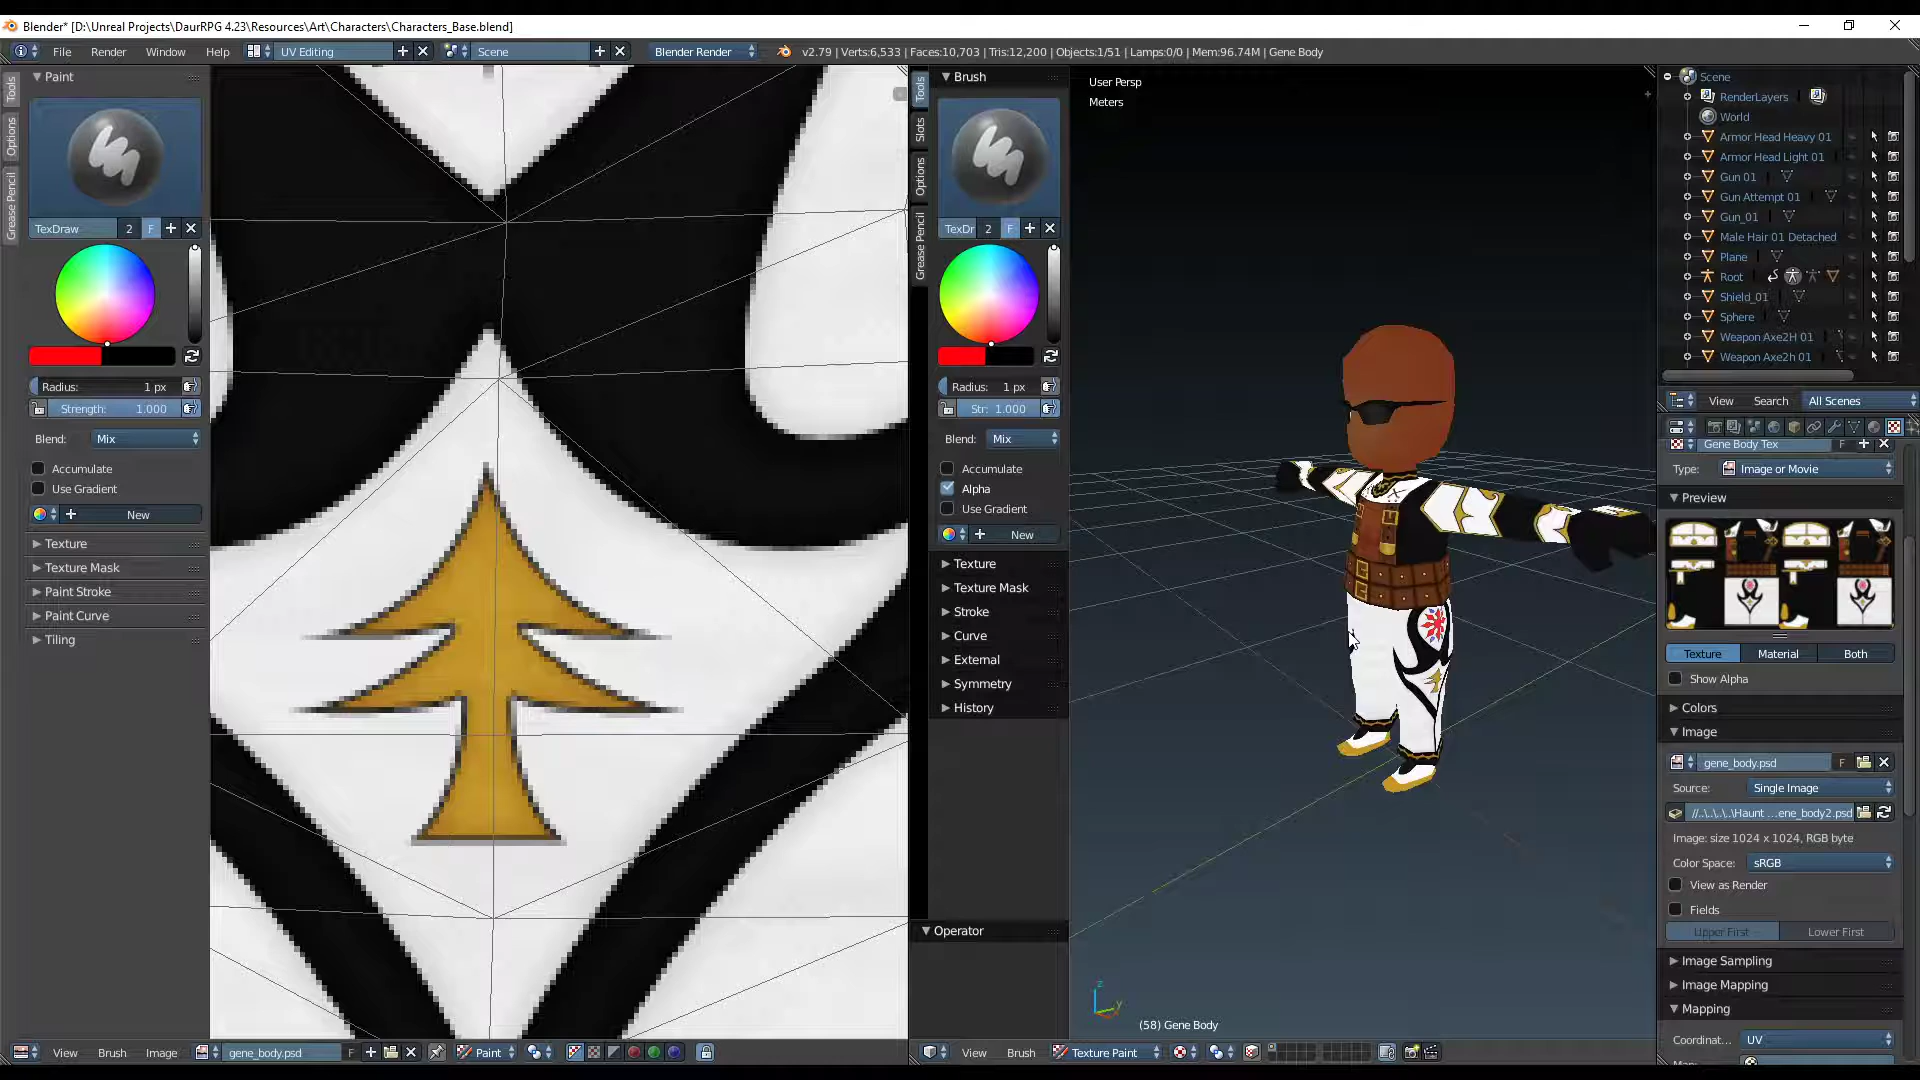 Blender* [D:\Unreal Projects\DaurRPG 4.23\Resources\Art\Characters\Characters_Base.blend]
File Render Window Help UV Editing Scene Blender Render v2.79 | Verts:6,533 | Faces:10,703 | Tris:12,200 | Objects:1/51 | Lamps:0/0 | Mem:96.74M | Gene Body
Tools
Options
Grease Pencil
Paint
TexDraw 2 F
Radius: 1 px
Strength: 1.000
Blend: Mix
Accumulate
Use Gradient
New
Texture
Texture Mask
Paint Stroke
Paint Curve
Tiling
Tools
Slots
Options
Grease Pencil
Brush
TexDr 2 F
Radius: 1 px
Str: 1.000
Blend: Mix
Accumulate
Alpha
Use Gradient
New
Texture
Texture Mask
Stroke
Curve
External
Symmetry
History
Operator
User Persp
Meters
z
y
(58) Gene Body
Scene
RenderLayers
World
Armor Head Heavy 01
Armor Head Light 01
Gun 01
Gun Attempt 01
Gun_01
Male Hair 01 Detached
Plane
Root
Shield_01
Sphere
Weapon Axe2H 01
Weapon Axe2h 01
View Search All Scenes
Gene Body Tex F
Type: Image or Movie
Preview
Texture Material Both
Show Alpha
Colors
Image
gene_body.psd F
Source: Single Image
//..\..\..\..\Haunt ...ene_body2.psd
Image: size 1024 x 1024, RGB byte
Color Space: sRGB
View as Render
Fields
Upper First Lower First
Image Sampling
Image Mapping
Mapping
Coordinat... UV
View Brush Image gene_body.psd F Paint
View Brush Texture Paint